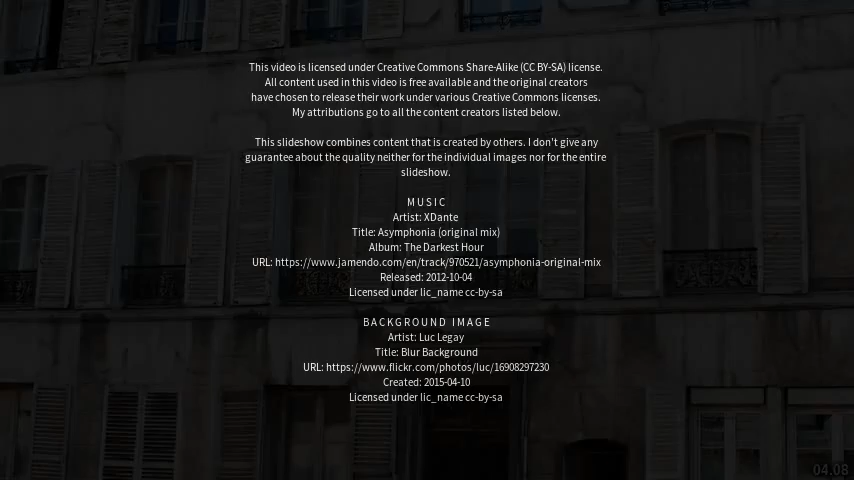 This video is licensed under Creative Commons Share-Alike (CC BY-SA) license.
All content used in this video is free available and the original creators
have chosen to release their work under various Creative Commons licenses.
My attributions go to all the content creators listed below.
This slideshow combines content that is created by others. I don't give any
guarantee about the quality neither for the individual images nor for the entire
slideshow.
MUSIC
Artist: XDante
Title: Asymphonia (original mix)
Album: The Darkest Hour
URL: https://www.jamendo.com/en/track/970521/asymphonia-original-mix
Released: 2012-10-04
Licensed under lic_name cc-by-sa
BACKGROUND IMAGE
Artist: Luc Legay
Title: Blur Background
URL: https://www.flickr.com/photos/luc/16908297230
Created: 2015-04-10
Licensed under lic_name cc-by-sa
04.08